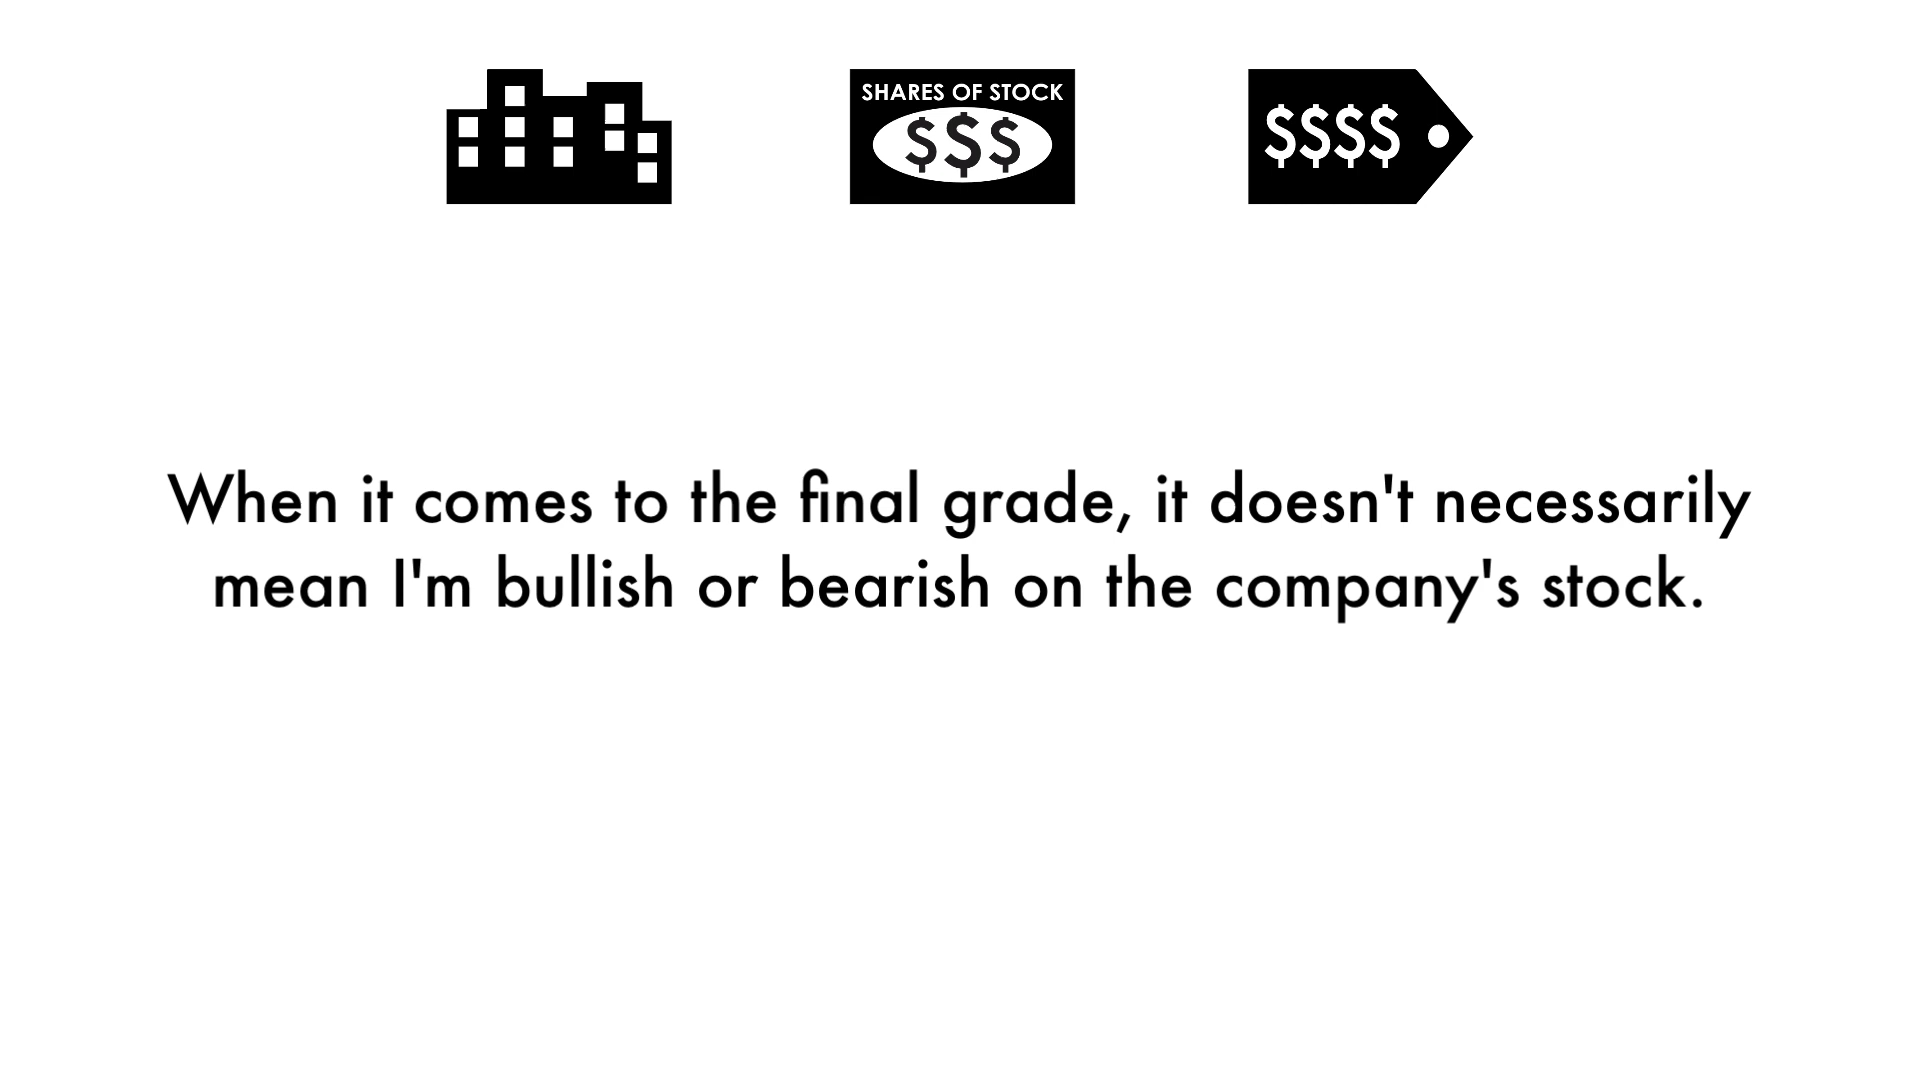 SHARES OF STOCK
$$$
$$$$
When it comes to the final grade, it doesn't necessarily
mean I'm bullish or bearish on the company's stock.